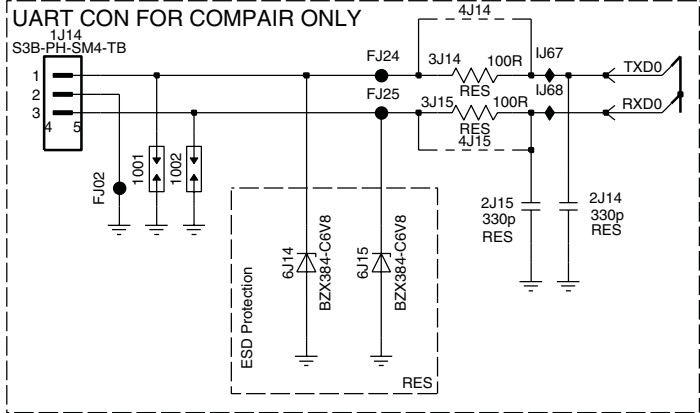 UART CON FOR COMPAIR ONLY
1J14
S3B-PH-SM4-TB
1
2
3
4 5
FJ02
1001
1002
FJ24
FJ25
4J14
3J14 100R
RES
3J15 100R
RES
4J15
IJ67
IJ68
TXD0
RXD0
2J15
330p
RES
2J14
330p
RES
ESD Protection
6J14
BZX384-C6V8
6J15
BZX384-C6V8
RES